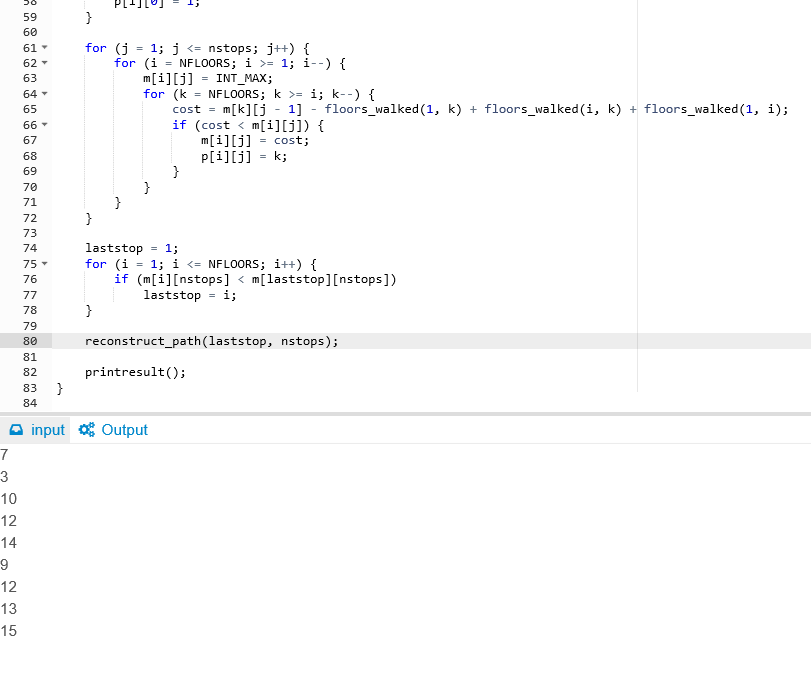 58 p[i][0] = 1;
59 }
60
61 for (j = 1; j <= nstops; j++) {
62 for (i = NFLOORS; i >= 1; i--) {
63 m[i][j] = INT_MAX;
64 for (k = NFLOORS; k >= i; k--) {
65 cost = m[k][j - 1] - floors_walked(1, k) + floors_walked(i, k) + floors_walked(1, i);
66 if (cost < m[i][j]) {
67 m[i][j] = cost;
68 p[i][j] = k;
69 }
70 }
71 }
72 }
73
74 laststop = 1;
75 for (i = 1; i <= NFLOORS; i++) {
76 if (m[i][nstops] < m[laststop][nstops])
77 laststop = i;
78 }
79
80 reconstruct_path(laststop, nstops);
81
82 printresult();
83 }
84
input Output
7
3
10
12
14
9
12
13
15